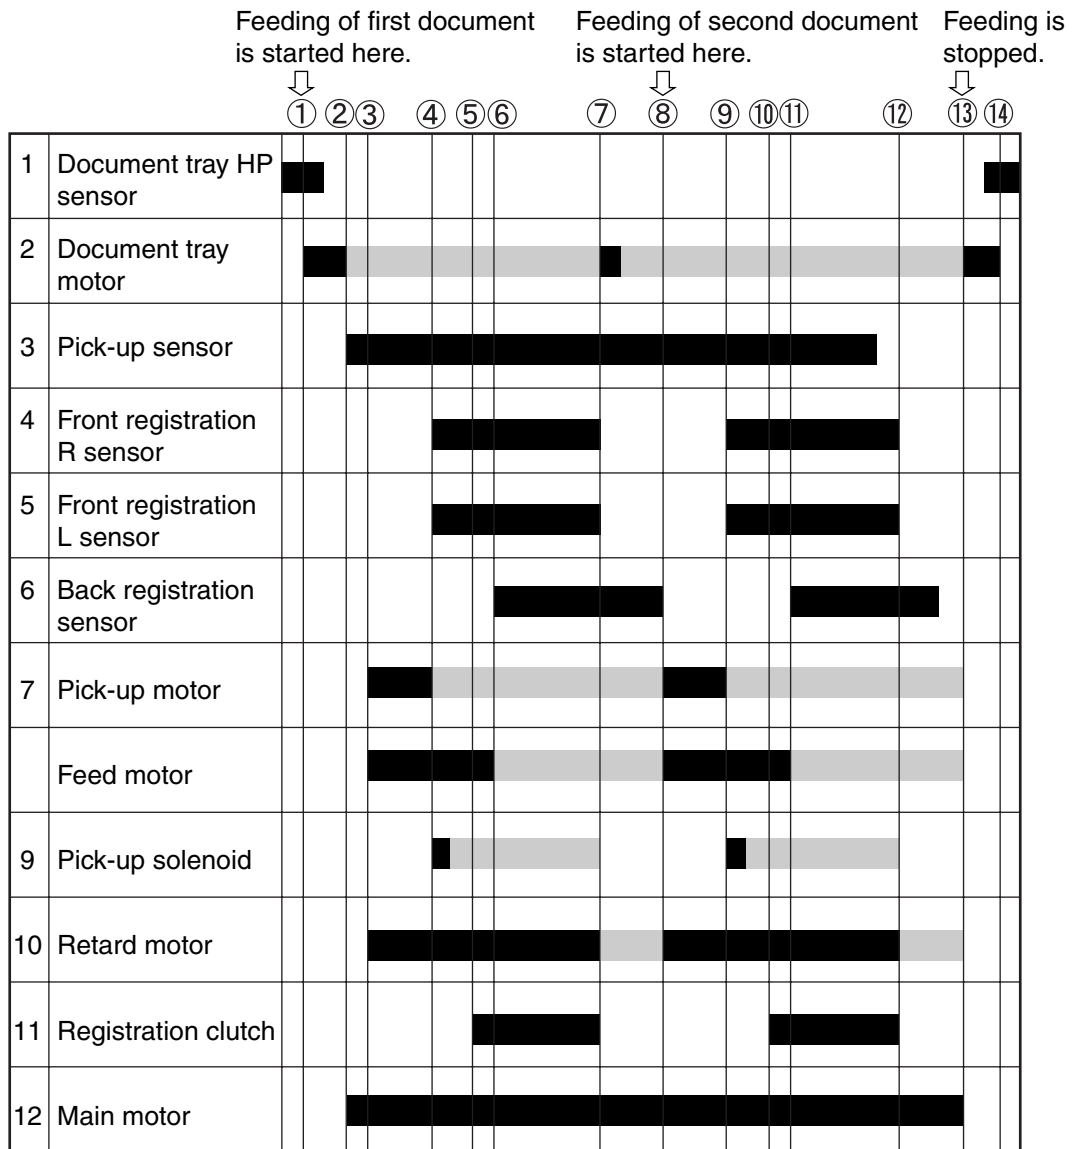 Feeding of first document
is started here.
Feeding of second document
is started here.
Feeding is
stopped.
① ② ③ ④ ⑤ ⑥ ⑦ ⑧ ⑨ ⑩ ⑪ ⑫ ⑬ ⑭
1 Document tray HP
sensor
2 Document tray
motor
3 Pick-up sensor
4 Front registration
R sensor
5 Front registration
L sensor
6 Back registration
sensor
7 Pick-up motor
Feed motor
9 Pick-up solenoid
10 Retard motor
11 Registration clutch
12 Main motor